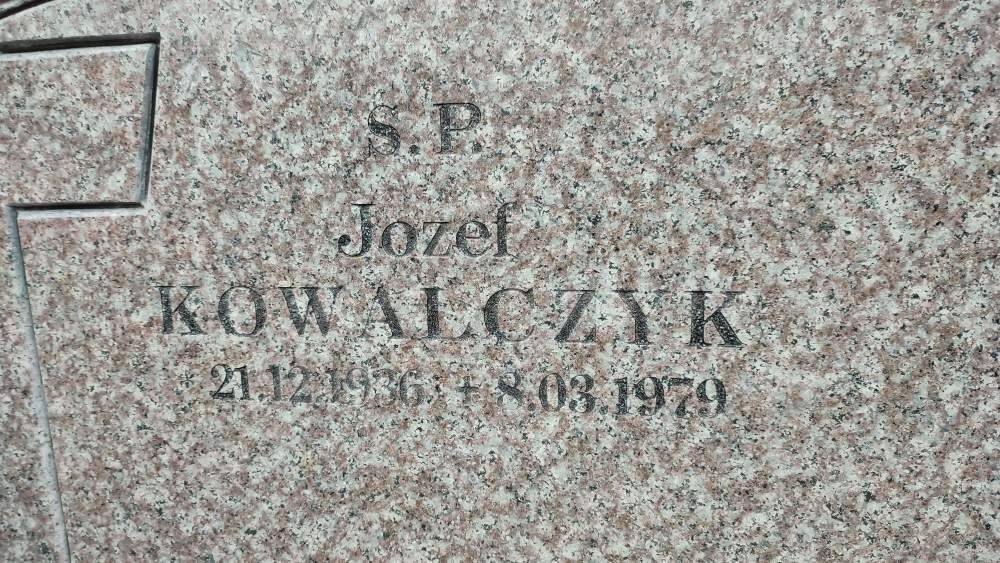 S.P.
Jozef
KOWALCZYK
* 21.12.1936. + 8.03.1979